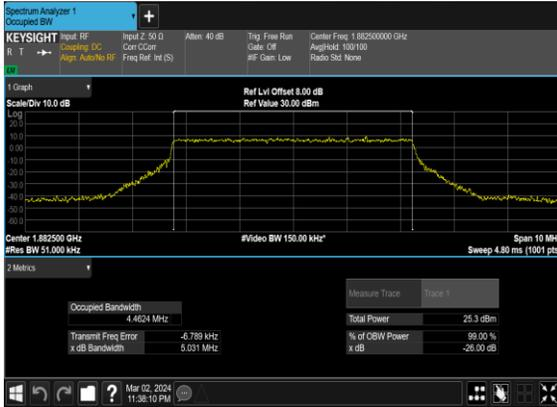 Spectrum Analyzer 1
Occupied BW
KEYSIGHT Input: RF Input Z: 50 Ω Atten: 40 dB Trig: Free Run Center Freq: 1.882500000 GHz
R T Coupling: DC Corr CCorr Gate: Off Avg|Hold: 100/100
Align: Auto/No RF Freq Ref: Int (S) #IF Gain: Low Radio Std: None
1 Graph
Ref Lvl Offset 8.00 dB
Scale/Div 10.0 dB Ref Value 30.00 dBm
Log
20.0
10.0
0.00
-10.0
-20.0
-30.0
-40.0
-50.0
-60.0
Center 1.882500 GHz #Video BW 150.00 kHz* Span 10 MH
#Res BW 51.000 kHz Sweep 4.80 ms (1001 pts
2 Metrics
Measure Trace Trace 1
Occupied Bandwidth
4.4624 MHz Total Power 25.3 dBm
Transmit Freq Error -6.789 kHz % of OBW Power 99.00 %
x dB Bandwidth 5.031 MHz x dB -26.00 dB
Mar 02, 2024
11:38:10 PM